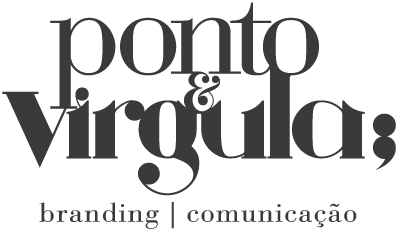 ponto
&
virgula;
branding | comunicação